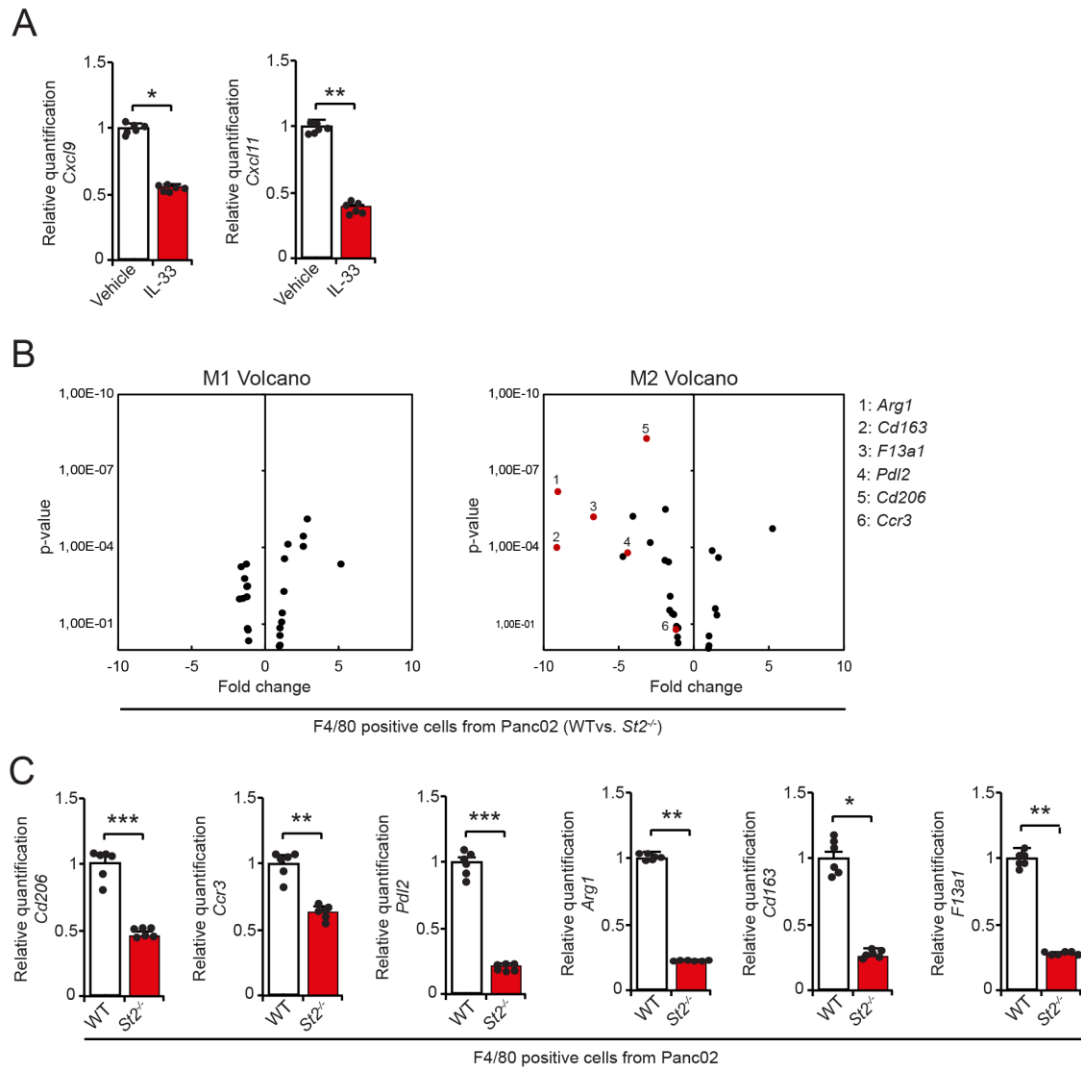 A
Relative quantification
Cxcl9
1.5
1
0.5
0
*
Vehicle
IL-33
Relative quantification
Cxcl11
1.5
1
0.5
0
**
Vehicle
IL-33
B
M1 Volcano
p-value
1,00E-10
1,00E-07
1,00E-04
1,00E-01
-10
-5
0
5
10
Fold change
M2 Volcano
p-value
1,00E-10
1,00E-07
1,00E-04
1,00E-01
5
1
3
2
4
6
-10
-5
0
5
10
Fold change
1: Arg1
2: Cd163
3: F13a1
4: Pdl2
5: Cd206
6: Ccr3
F4/80 positive cells from Panc02 (WTvs. St2-/-)
C
Relative quantification
Cd206
1.5
1
0.5
0
***
WT
St2-/-
Relative quantification
Ccr3
1.5
1
0.5
0
**
WT
St2-/-
Relative quantification
Pdl2
1.5
1
0.5
0
***
WT
St2-/-
Relative quantification
Arg1
1.5
1
0.5
0
**
WT
St2-/-
Relative quantification
Cd163
1.5
1
0.5
0
*
WT
St2-/-
Relative quantification
F13a1
1.5
1
0.5
0
**
WT
St2-/-
F4/80 positive cells from Panc02